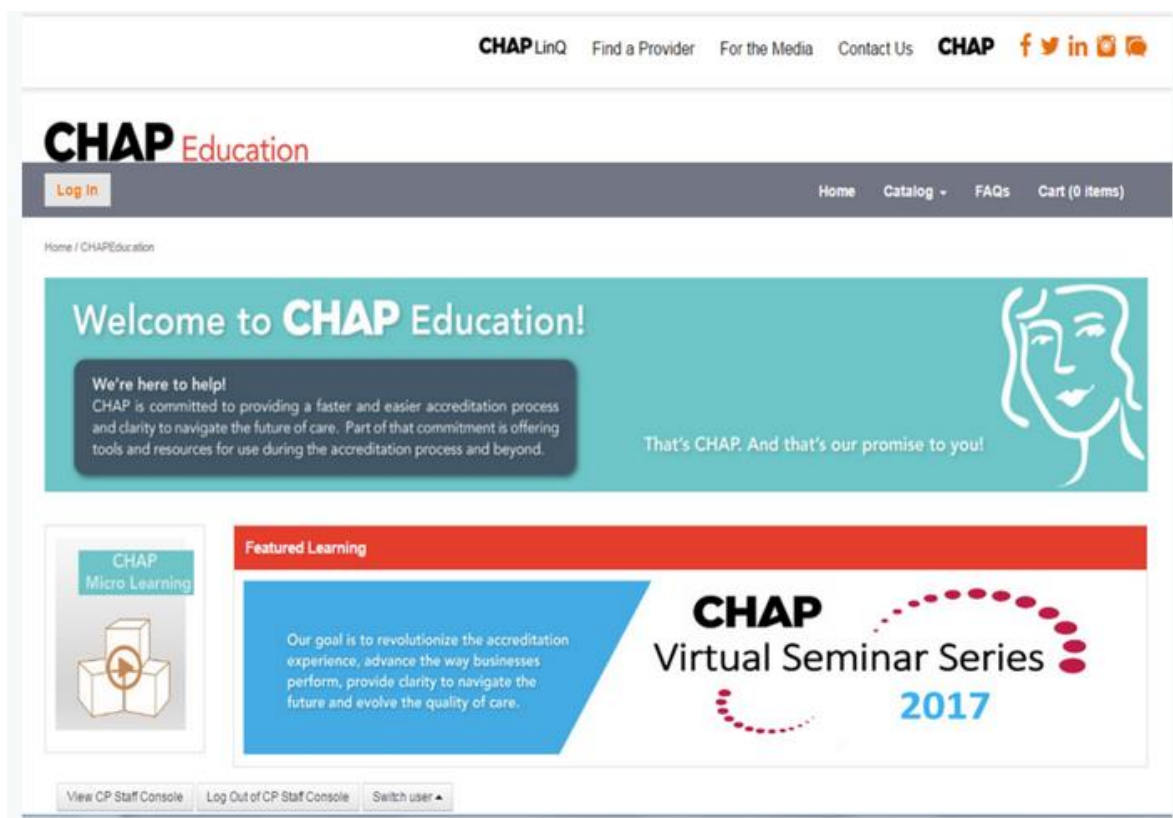 CHAP LinQ Find a Provider For the Media Contact Us CHAP
CHAP Education
Log In Home Catalog FAQs Cart (0 items)
Home / CHAPEducation
Welcome to CHAP Education!
We're here to help!
CHAP is committed to providing a faster and easier accreditation process
and clarity to navigate the future of care. Part of that commitment is offering
tools and resources for use during the accreditation process and beyond.
That's CHAP. And that's our promise to you!
CHAP
Micro Learning
Featured Learning
Our goal is to revolutionize the accreditation
experience, advance the way businesses
perform, provide clarity to navigate the
future and evolve the quality of care.
CHAP
Virtual Seminar Series
2017
View CP Staff Console Log Out of CP Staff Console Switch user